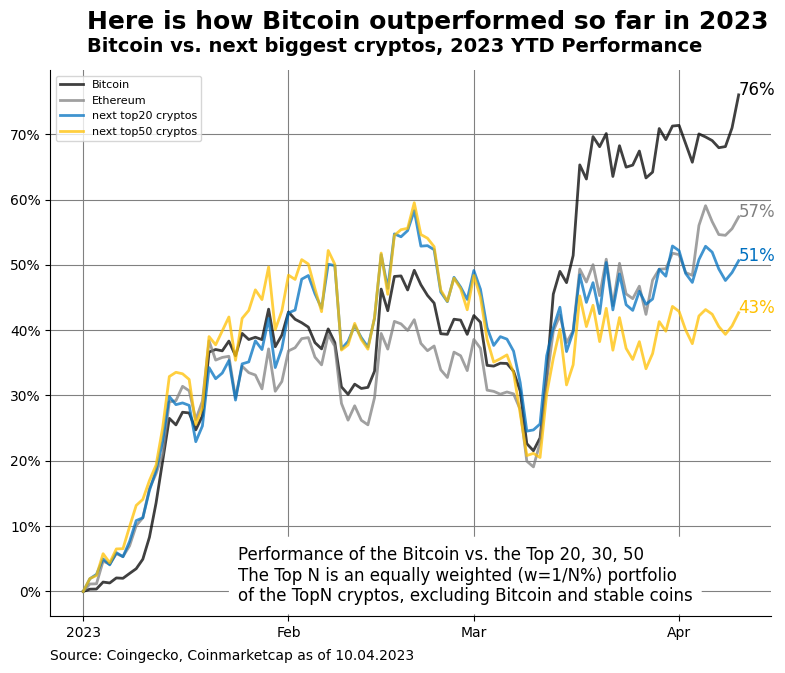 Here is how Bitcoin outperformed so far in 2023
Bitcoin vs. next biggest cryptos, 2023 YTD Performance
Bitcoin
Ethereum
next top20 cryptos
next top50 cryptos
76%
57%
51%
43%
70%
60%
50%
40%
30%
20%
10%
0%
Performance of the Bitcoin vs. the Top 20, 30, 50
The Top N is an equally weighted (w=1/N%) portfolio
of the TopN cryptos, excluding Bitcoin and stable coins
2023 Feb Mar Apr
Source: Coingecko, Coinmarketcap as of 10.04.2023